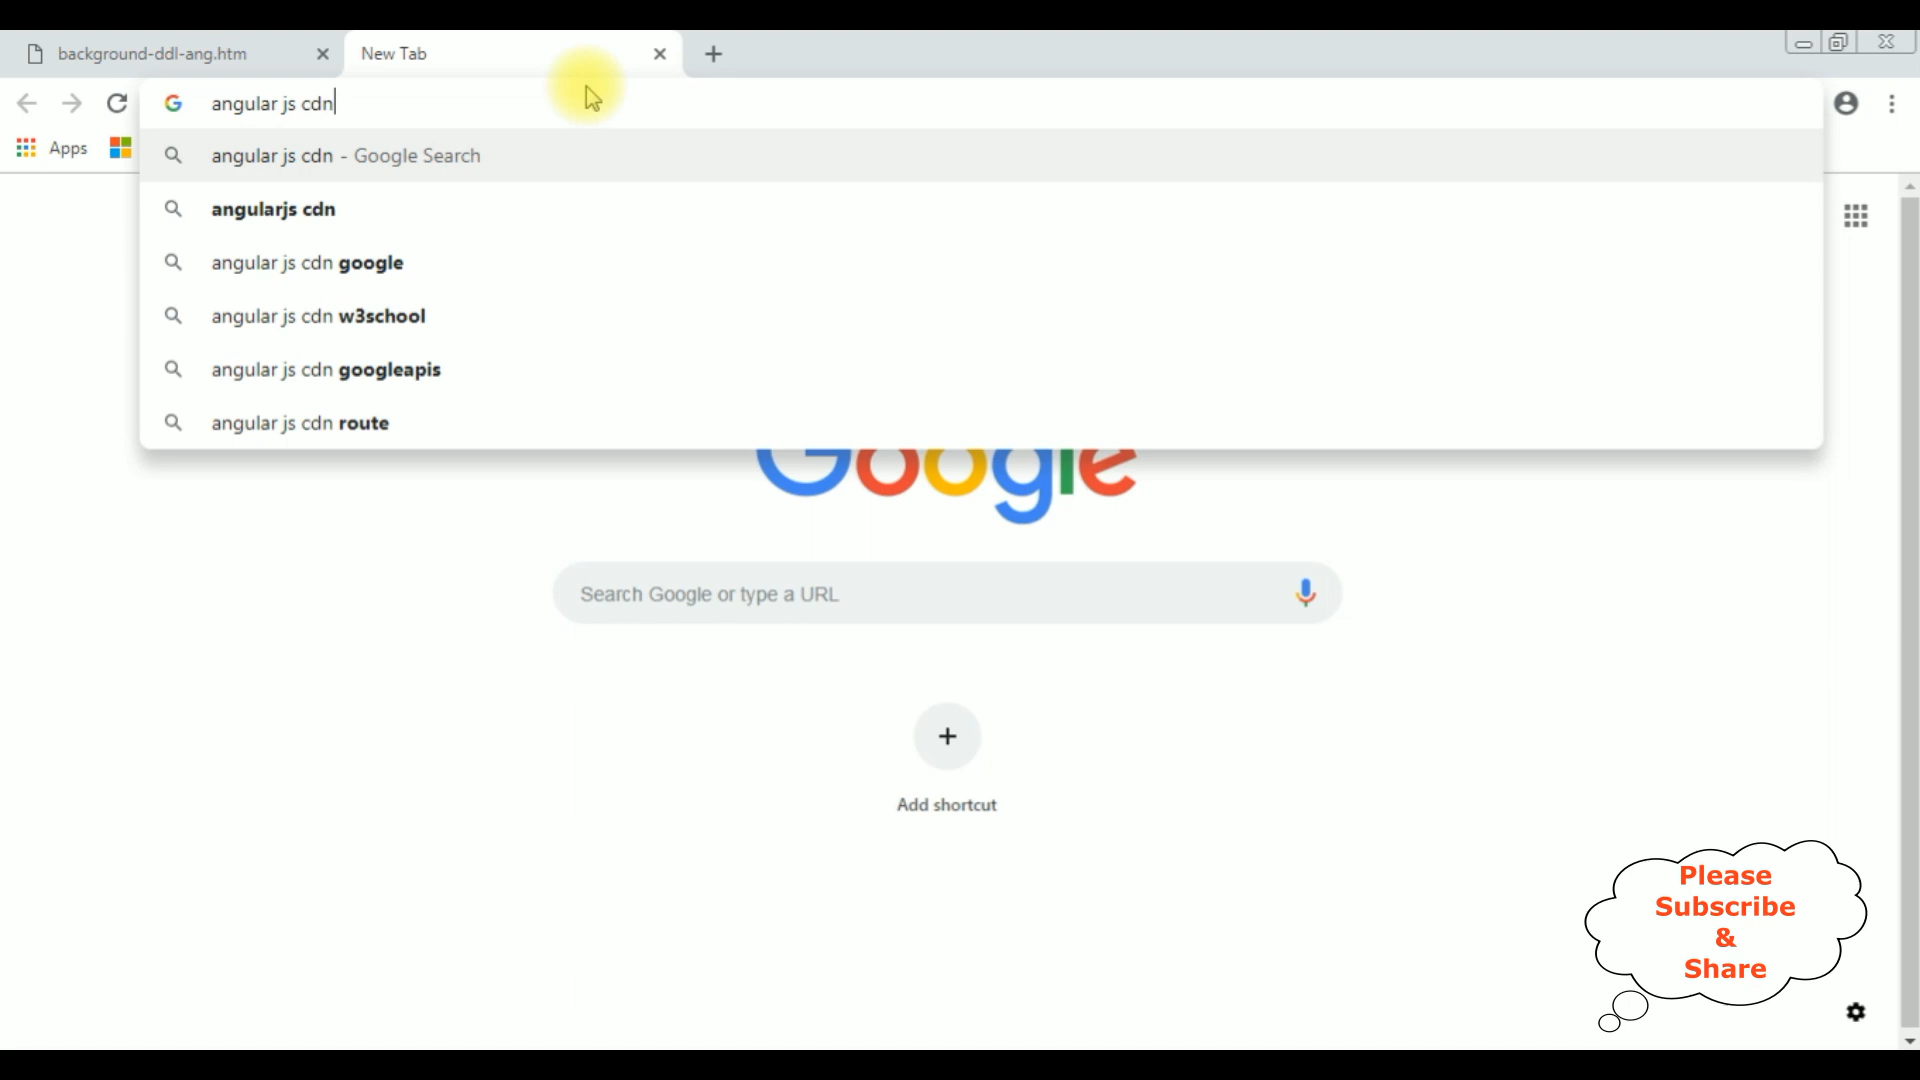 background-ddl-ang.htm
New Tab
angular js cdn
Apps
angular js cdn - Google Search
angularjs cdn
angular js cdn google
angular js cdn w3school
angular js cdn googleapis
angular js cdn route
Google
Search Google or type a URL
Add shortcut
Please
Subscribe
&
Share